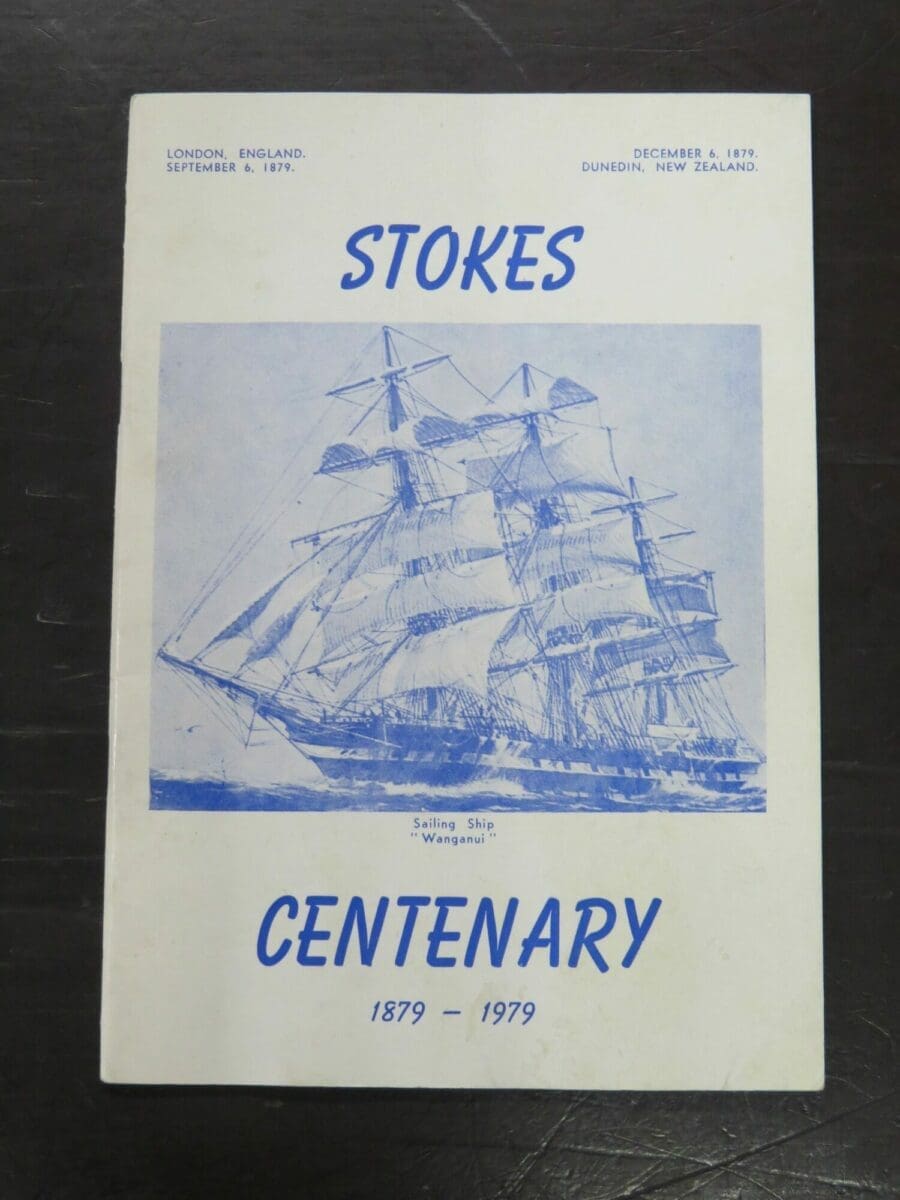 LONDON, ENGLAND.
SEPTEMBER 6, 1879.
DECEMBER 6, 1879.
DUNEDIN, NEW ZEALAND.
STOKES
Sailing Ship
"Wanganui"
CENTENARY
1879 – 1979